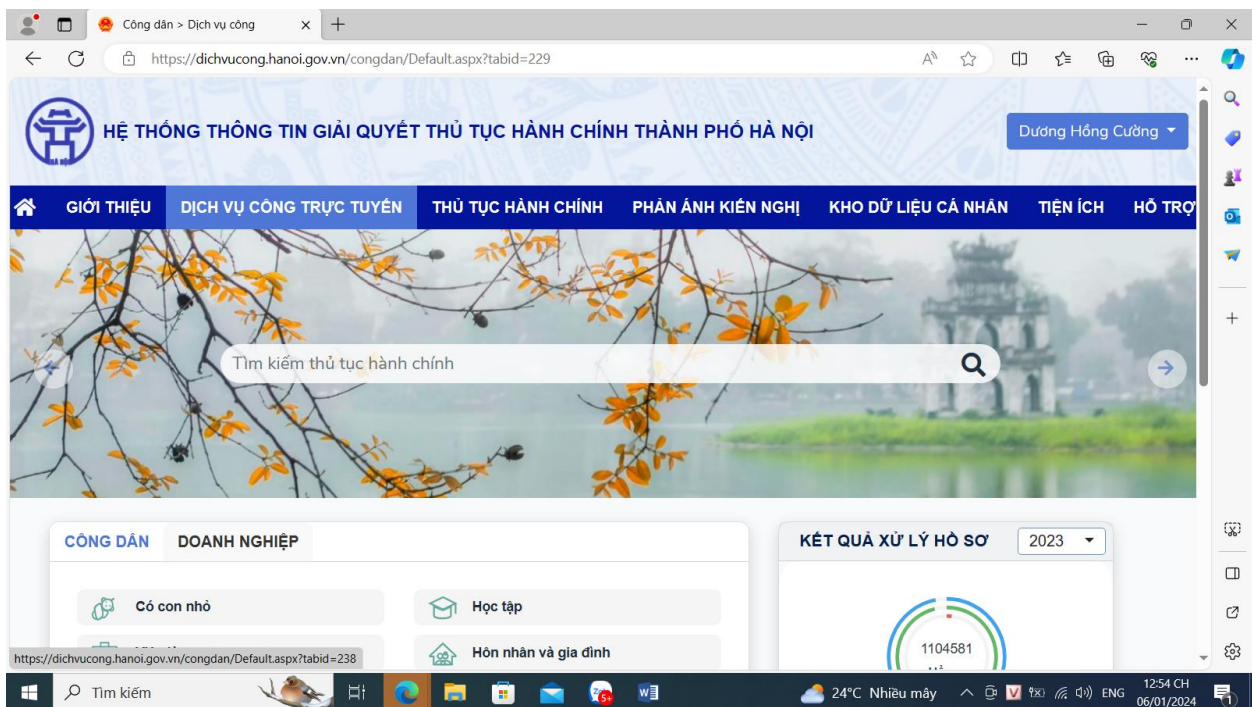 Công dân > Dịch vụ công
https://dichvucong.hanoi.gov.vn/congdan/Default.aspx?tabid=229
HÀ NỘI
HỆ THỐNG THÔNG TIN GIẢI QUYẾT THỦ TỤC HÀNH CHÍNH THÀNH PHỐ HÀ NỘI
Dương Hồng Cường
GIỚI THIỆU DỊCH VỤ CÔNG TRỰC TUYẾN THỦ TỤC HÀNH CHÍNH PHẢN ÁNH KIẾN NGHỊ KHO DỮ LIỆU CÁ NHÂN TIỆN ÍCH HỖ TRỢ
Tìm kiếm thủ tục hành chính
CÔNG DÂN DOANH NGHIỆP
KẾT QUẢ XỬ LÝ HỒ SƠ 2023
Có con nhỏ Học tập
Hôn nhân và gia đình
1104581
https://dichvucong.hanoi.gov.vn/congdan/Default.aspx?tabid=238
Tìm kiếm
5+
24°C Nhiều mây
V
ENG
12:54 CH
06/01/2024
1